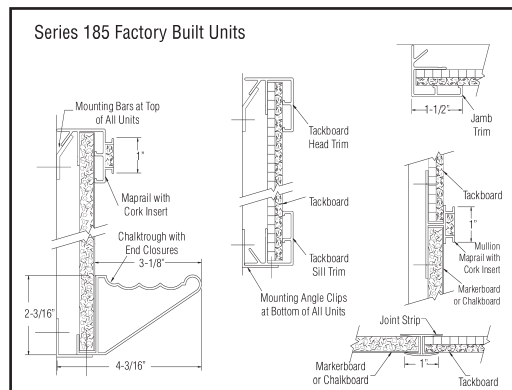 Series 185 Factory Built Units
Mounting Bars at Top
of All Units
1"
Maprail with
Cork Insert
Chalktrough with
End Closures
3-1/8"
2-3/16"
4-3/16"
Tackboard
Head Trim
Tackboard
Tackboard
Sill Trim
Mounting Angle Clips
at Bottom of All Units
1-1/2"
Jamb
Trim
Tackboard
1"
Mullion
Maprail with
Cork Insert
Markerboard
or Chalkboard
Joint Strip
Markerboard
or Chalkboard
1"
Tackboard